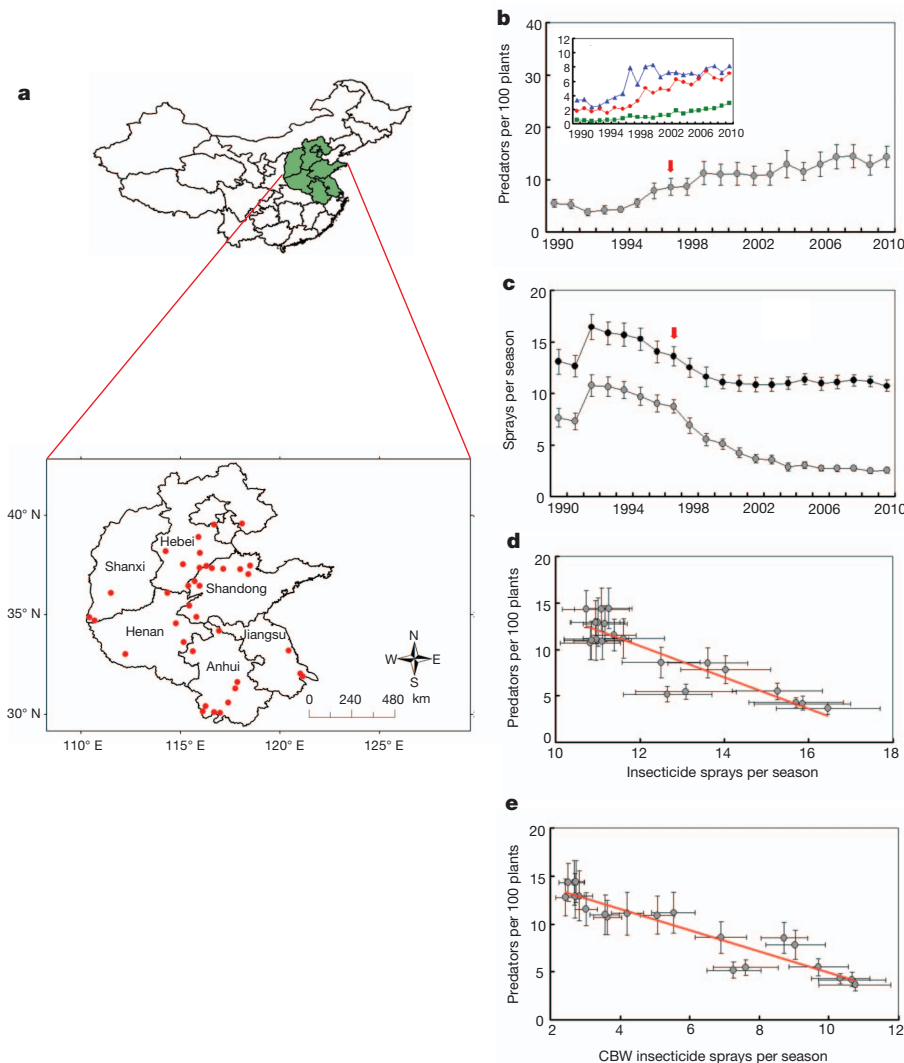 a
40° N
35° N
30° N
110° E
115° E
120° E
125° E
Hebei
Shanxi
Shandong
Henan
Jiangsu
Anhui
N
W
E
S
0
240
480
km
b
Predators per 100 plants
40
30
20
10
0
1990
1994
1998
2002
2006
2010
12
10
8
6
4
2
0
1990 1994 1998 2002 2006 2010
c
Sprays per season
20
15
10
5
0
1990
1994
1998
2002
2006
2010
d
Predators per 100 plants
20
15
10
5
0
10
12
14
16
18
Insecticide sprays per season
e
Predators per 100 plants
20
15
10
5
0
2
4
6
8
10
12
CBW insecticide sprays per season